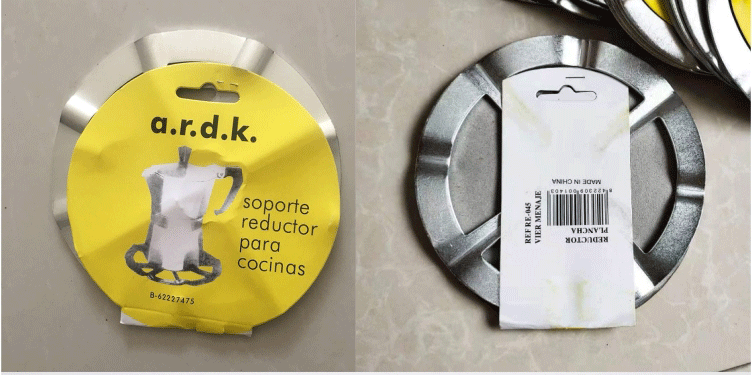 a.r.d.k.
soporte
reductor
para
cocinas
B-62227475
MADE IN CHINA
REF RE-045
VIER MENAJE
REDUCTOR
PLANCHA